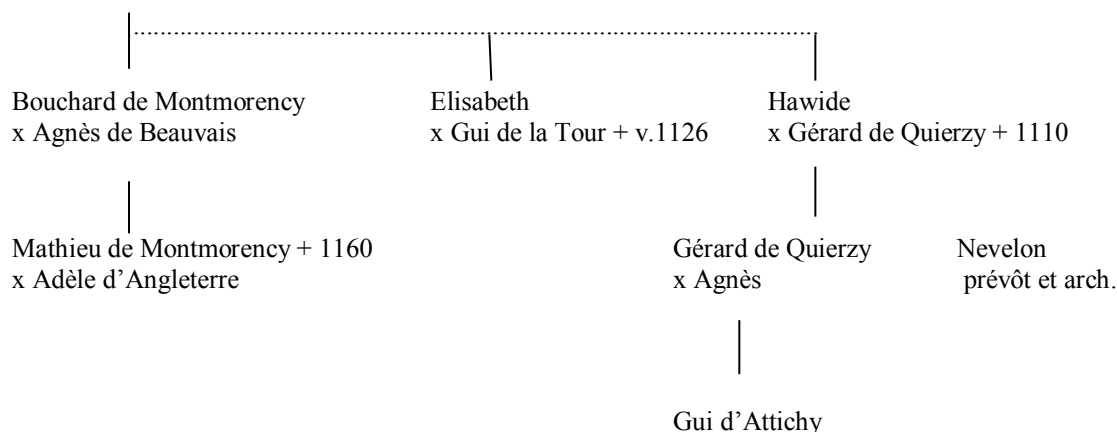 Bouchard de Montmorency
x Agnès de Beauvais
Elisabeth
x Gui de la Tour + v.1126
Hawide
x Gérard de Quierzy + 1110
Mathieu de Montmorency + 1160
x Adèle d’Angleterre
Gérard de Quierzy
x Agnès
Nevelon
prévôt et arch.
Gui d’Attichy